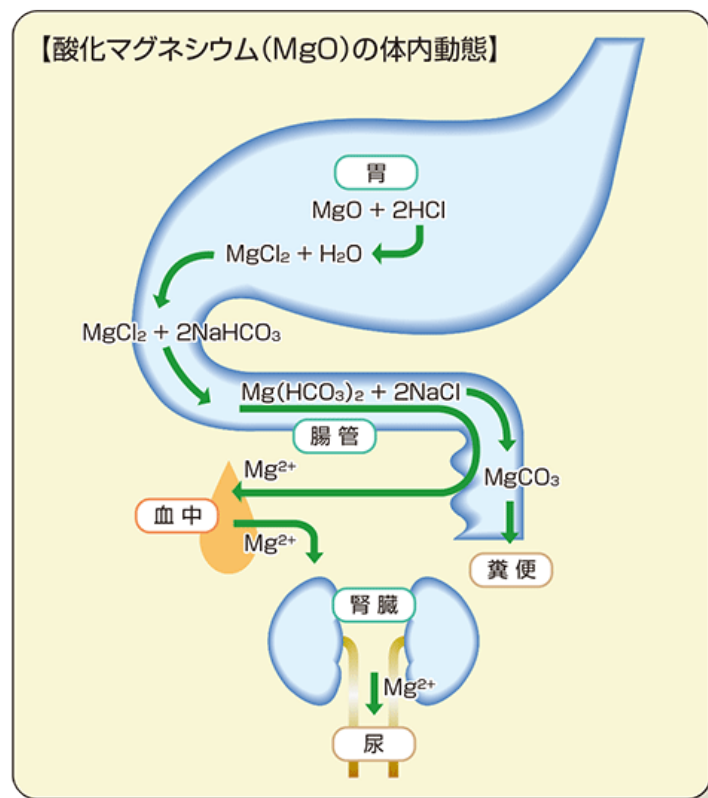 【酸化マグネシウム(MgO)の体内動態】
胃
MgO + 2HCl
MgCl₂ + H₂O
MgCl₂ + 2NaHCO₃
Mg(HCO₃)₂ + 2NaCl
腸管
MgCO₃
Mg²⁺
血中
Mg²⁺
糞便
腎臓
Mg²⁺
尿